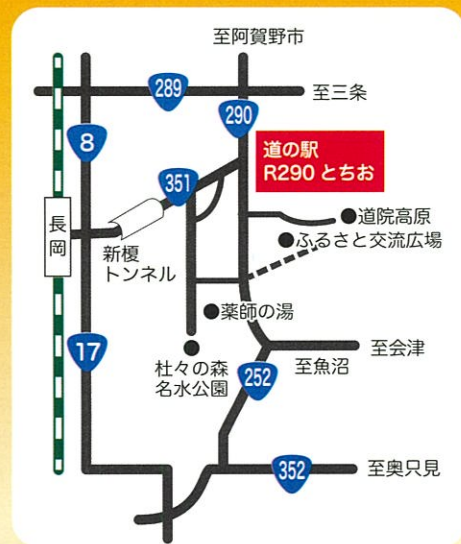 至阿賀野市
289
至三条
8
290
道の駅
R290 とちお
351
長岡
道院高原
ふるさと交流広場
新榎
トンネル
薬師の湯
17
至会津
杜々の森
名水公園
至魚沼
252
352
至奥只見